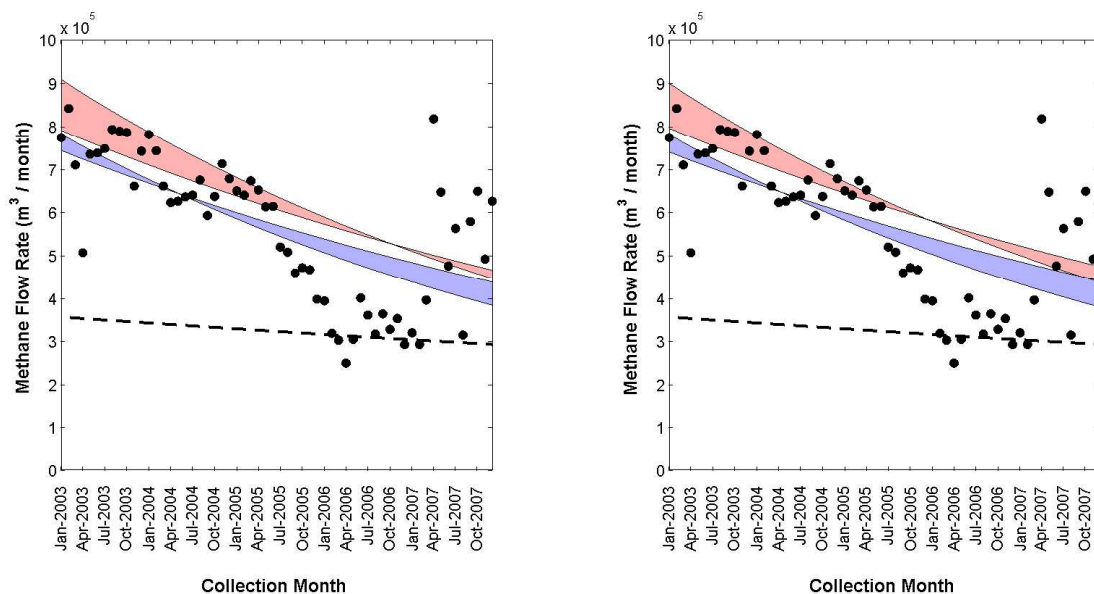 x 10^5
10
9
8
7
6
5
4
3
2
1
0
Methane Flow Rate (m^3 / month)
Jan-2003
Apr-2003
Jul-2003
Oct-2003
Jan-2004
Apr-2004
Jul-2004
Oct-2004
Jan-2005
Apr-2005
Jul-2005
Oct-2005
Jan-2006
Apr-2006
Jul-2006
Oct-2006
Jan-2007
Apr-2007
Jul-2007
Oct-2007
Collection Month
x 10^5
10
9
8
7
6
5
4
3
2
1
0
Methane Flow Rate (m^3 / month)
Jan-2003
Apr-2003
Jul-2003
Oct-2003
Jan-2004
Apr-2004
Jul-2004
Oct-2004
Jan-2005
Apr-2005
Jul-2005
Oct-2005
Jan-2006
Apr-2006
Jul-2006
Oct-2006
Jan-2007
Apr-2007
Jul-2007
Oct-2007
Collection Month